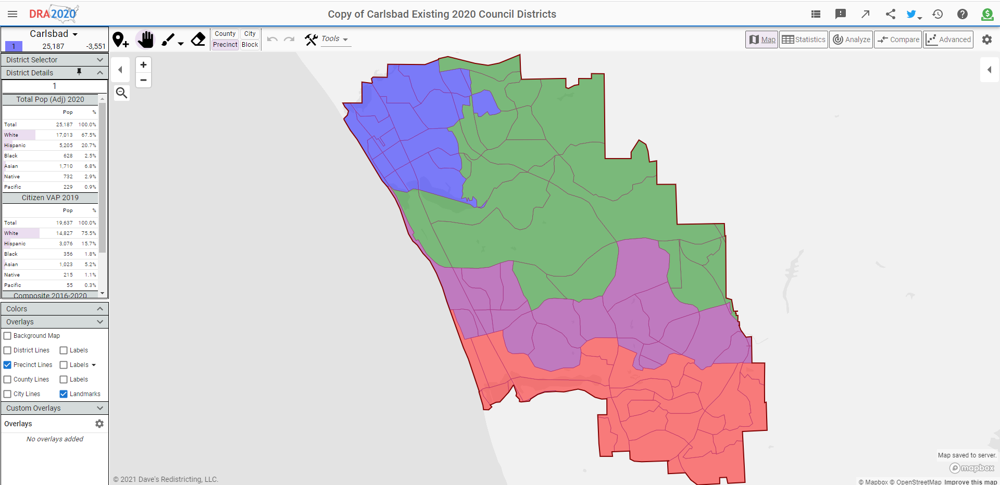 DRA2020
Copy of Carlsbad Existing 2020 Council Districts
Carlsbad
1 25,187 -3,551
County City
Precinct Block
Tools
Map Statistics Analyze Compare Advanced
District Selector
District Details
1
Total Pop (Adj) 2020
Pop %
Total 25,187 100.0%
White 17,013 67.5%
Hispanic 5,205 20.7%
Black 628 2.5%
Asian 1,710 6.8%
Native 732 2.9%
Pacific 229 0.9%
Citizen VAP 2019
Pop %
Total 19,637 100.0%
White 14,827 75.5%
Hispanic 3,076 15.7%
Black 356 1.8%
Asian 1,023 5.2%
Native 215 1.1%
Pacific 55 0.3%
Composite 2016-2020
Colors
Overlays
Background Map
District Lines Labels
Precinct Lines Labels
County Lines Labels
City Lines Landmarks
Custom Overlays
Overlays
No overlays added
Map saved to server.
mapbox
© 2021 Dave's Redistricting, LLC.
© Mapbox © OpenStreetMap Improve this map